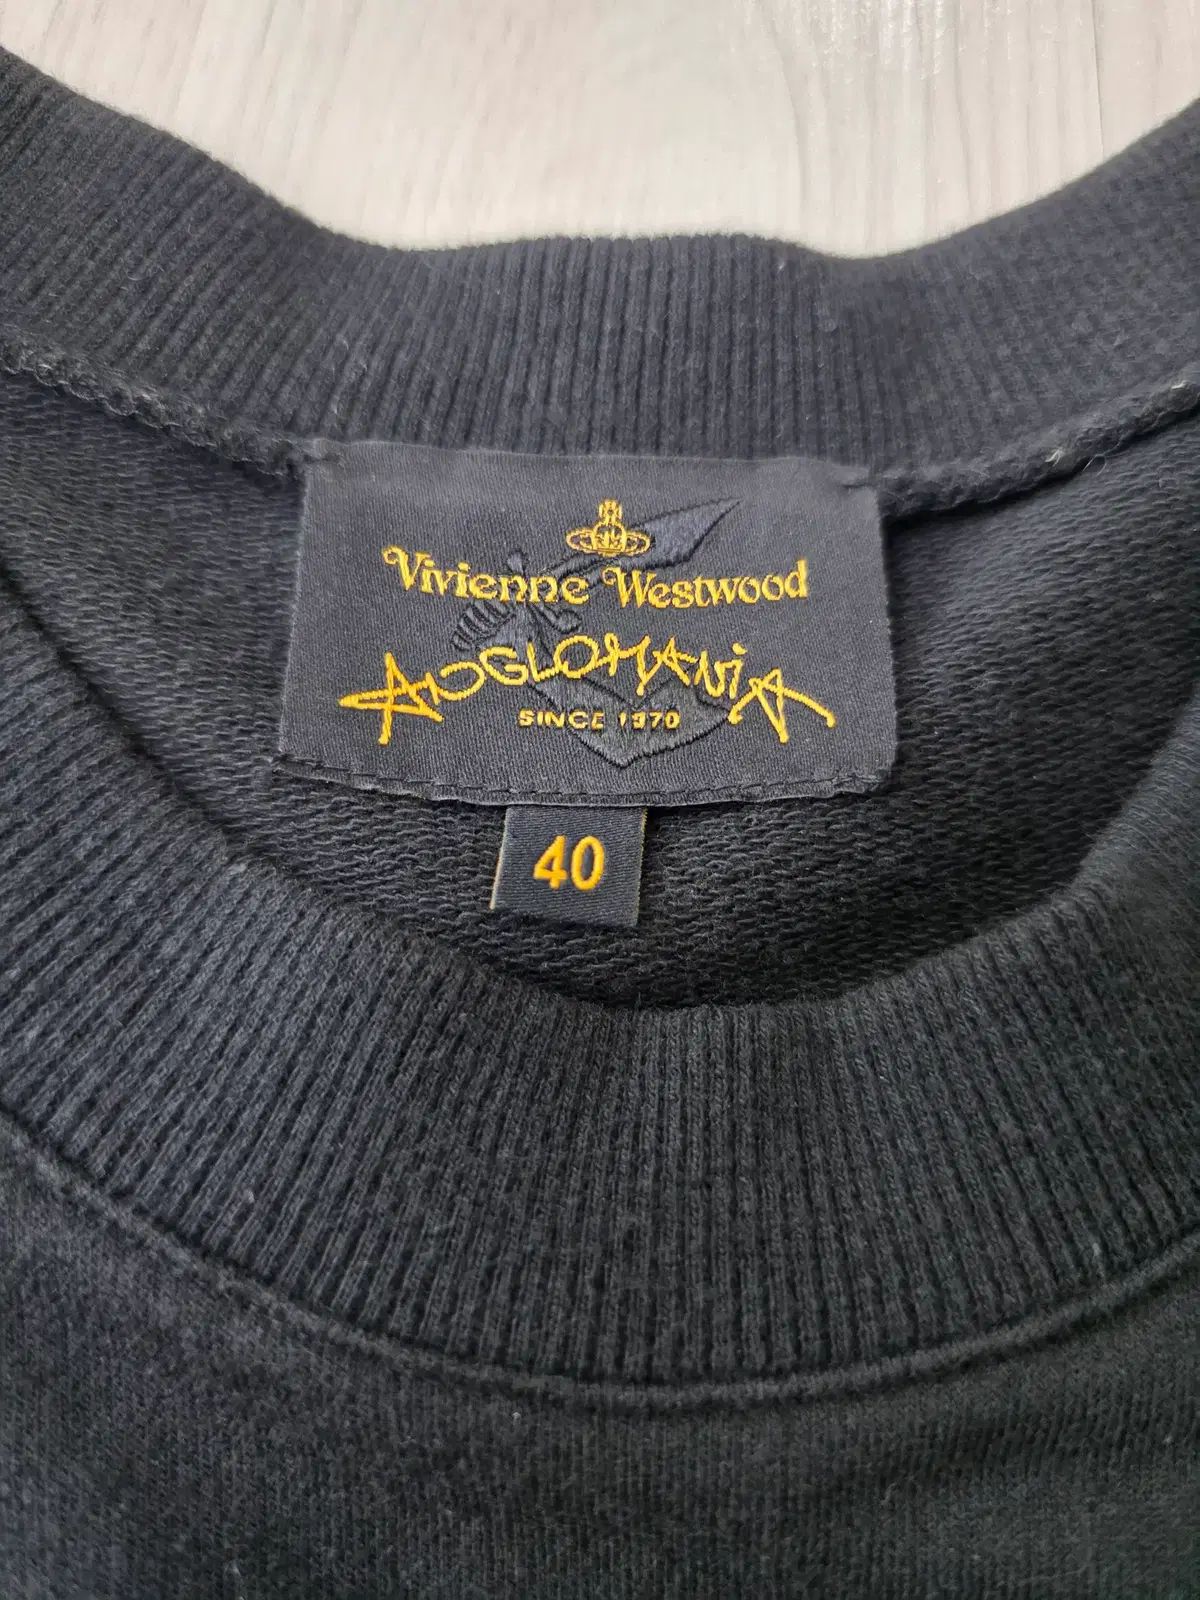 Vivienne Westwood
ANGLOMANIA
SINCE 1970
40